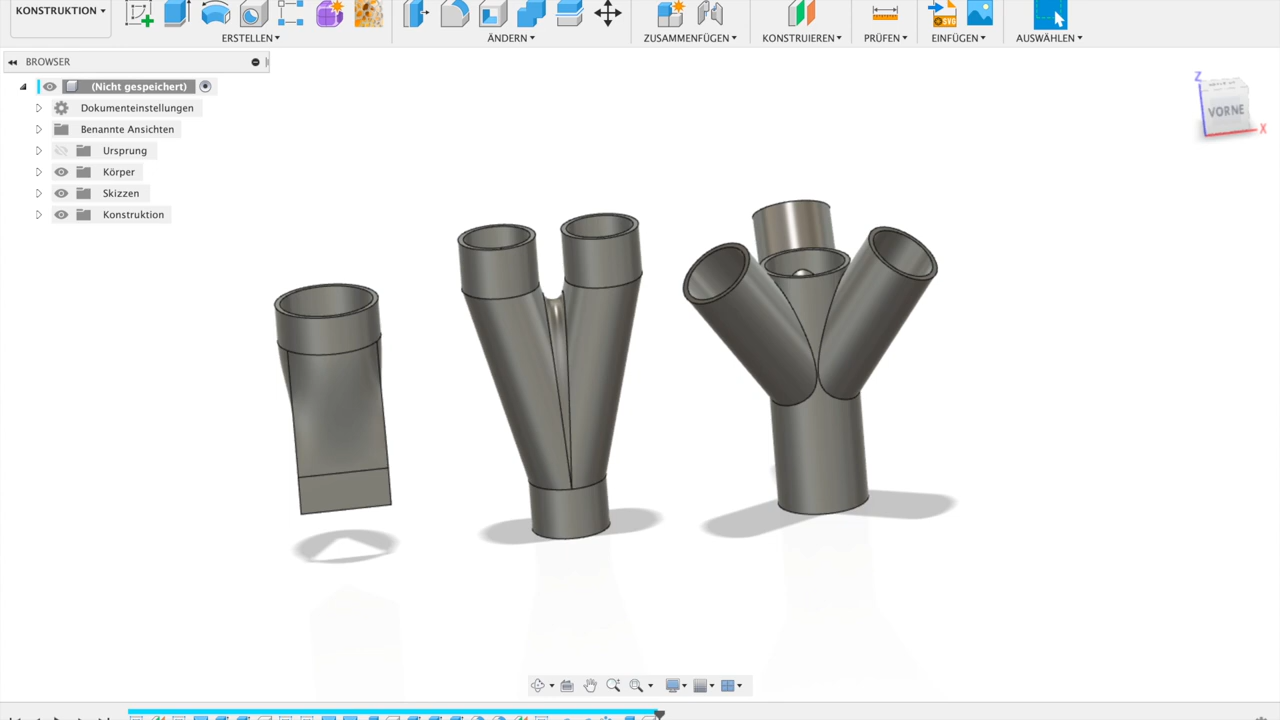 KONSTRUKTION
ERSTELLEN
ÄNDERN
ZUSAMMENFÜGEN
KONSTRUIEREN
PRÜFEN
EINFÜGEN
AUSWÄHLEN
SVG
BROWSER
(Nicht gespeichert)
Dokumenteinstellungen
Benannte Ansichten
Ursprung
Körper
Skizzen
Konstruktion
Z
VORNE
X